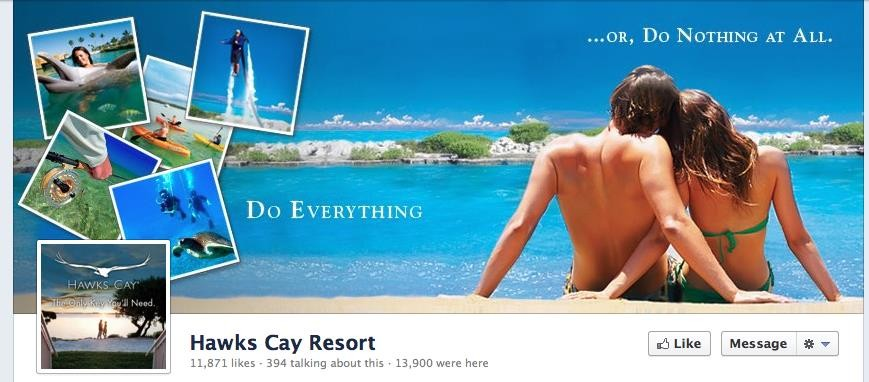 ...or, Do Nothing at All.
Do Everything
Hawks Cay
The Only Key You'll Need.
Hawks Cay Resort
11,871 likes · 394 talking about this · 13,900 were here
Like
Message